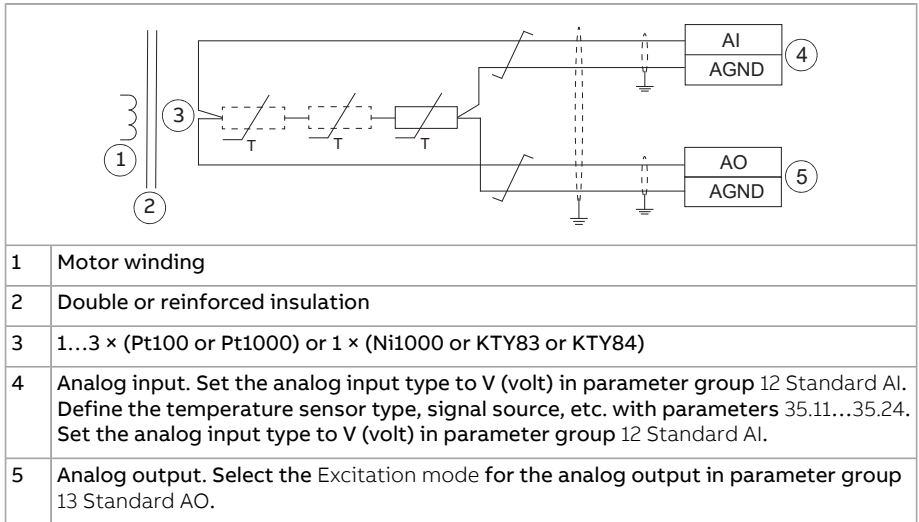 AI
4
AGND
3
T
T
T
1
AO
5
AGND
2
1 Motor winding
2 Double or reinforced insulation
3 1…3 × (Pt100 or Pt1000) or 1 × (Ni1000 or KTY83 or KTY84)
4 Analog input. Set the analog input type to V (volt) in parameter group 12 Standard AI.
Define the temperature sensor type, signal source, etc. with parameters 35.11…35.24.
Set the analog input type to V (volt) in parameter group 12 Standard AI.
5 Analog output. Select the Excitation mode for the analog output in parameter group
13 Standard AO.